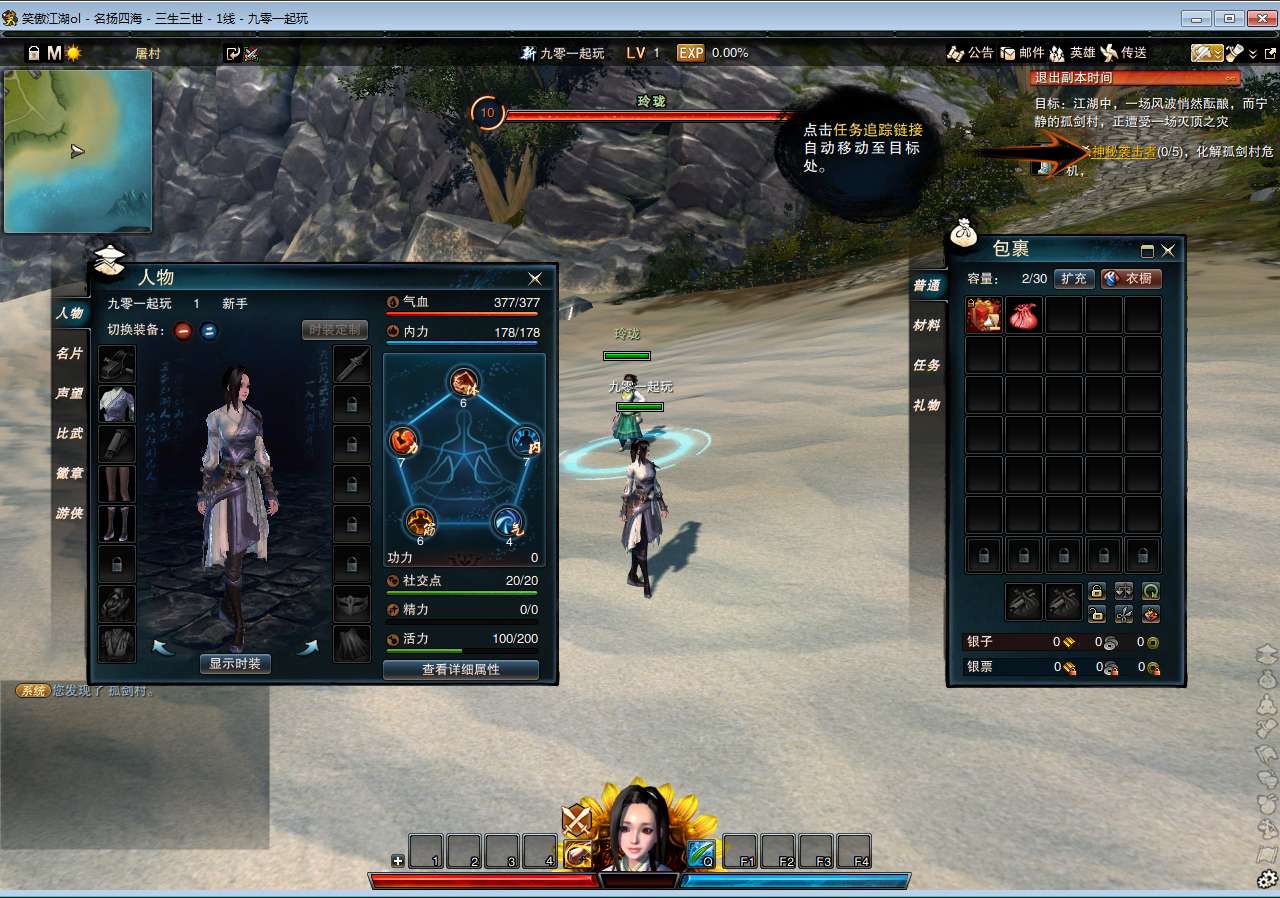 笑傲江湖ol - 名扬四海 - 三生三世 - 1线 - 九零一起玩
M
屠村
新 九零一起玩 LV 1 EXP 0.00%
公告 邮件 英雄 传送
退出副本时间
目标：江湖中，一场风波悄然酝酿，而宁
静的孤剑村，正遭受一场灭顶之灾
神秘袭击者(0/5)，化解孤剑村危
机，
10
玲珑
点击任务追踪链接
自动移动至目标
处。
玲珑
九零一起玩
人物
九零一起玩 1 新手
切换装备： 一 二
时装定制
人物
名片
声望
比武
徽章
游侠
显示时装
气血 377/377
内力 178/178
体
6
力
7
内
7
筋
6
气
4
功力 0
社交点 20/20
精力 0/0
活力 100/200
查看详细属性
包裹
容量： 2/30 扩充 衣橱
普通
材料
任务
礼物
银子 0 0 0
银票 0 0 0
系统 您发现了 孤剑村。
1 2 3 4 Q F1 F2 F3 F4